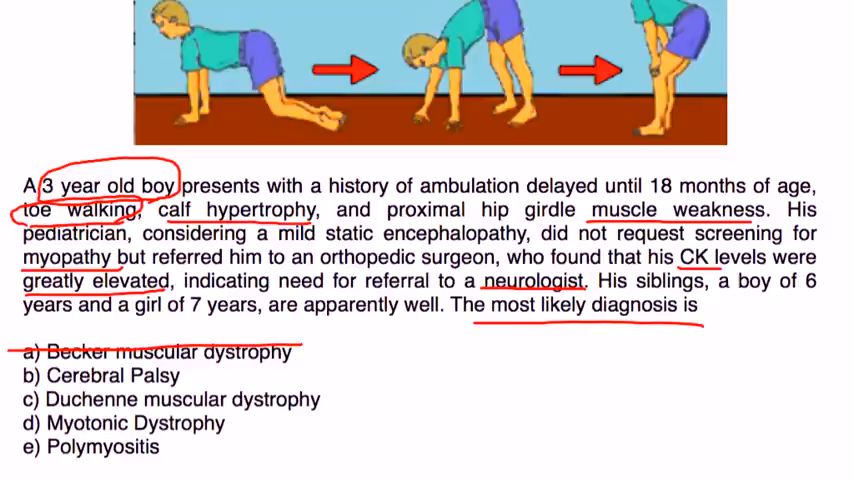 A 3 year old boy presents with a history of ambulation delayed until 18 months of age,
toe walking, calf hypertrophy, and proximal hip girdle muscle weakness. His
pediatrician, considering a mild static encephalopathy, did not request screening for
myopathy but referred him to an orthopedic surgeon, who found that his CK levels were
greatly elevated, indicating need for referral to a neurologist. His siblings, a boy of 6
years and a girl of 7 years, are apparently well. The most likely diagnosis is
a) Becker muscular dystrophy
b) Cerebral Palsy
c) Duchenne muscular dystrophy
d) Myotonic Dystrophy
e) Polymyositis